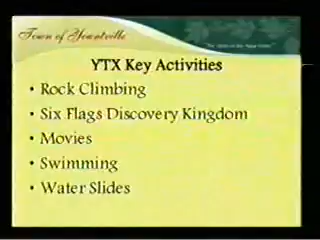 Town of Yountville
YTX Key Activities
• Rock Climbing
• Six Flags Discovery Kingdom
• Movies
• Swimming
• Water Slides